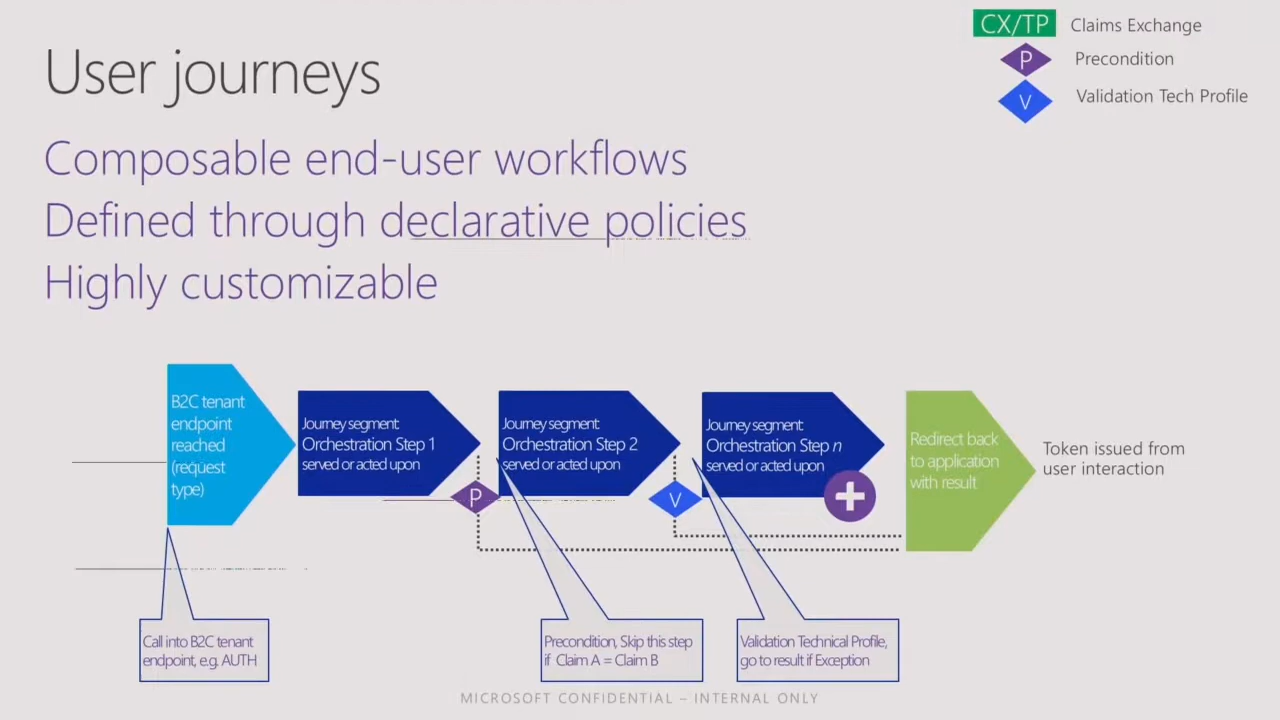 CX/TP Claims Exchange
P Precondition
V Validation Tech Profile
User journeys
Composable end-user workflows
Defined through declarative policies
Highly customizable
B2C tenant
endpoint
reached
(request
type)
Journey segment:
Orchestration Step 1
served or acted upon
P
Journey segment:
Orchestration Step 2
served or acted upon
V
Journey segment:
Orchestration Step n
served or acted upon
Redirect back
to application
with result
Token issued from
user interaction
Call into B2C tenant
endpoint, e.g. AUTH
Precondition, Skip this step
if Claim A = Claim B
Validation Technical Profile,
go to result if Exception
MICROSOFT CONFIDENTIAL – INTERNAL ONLY